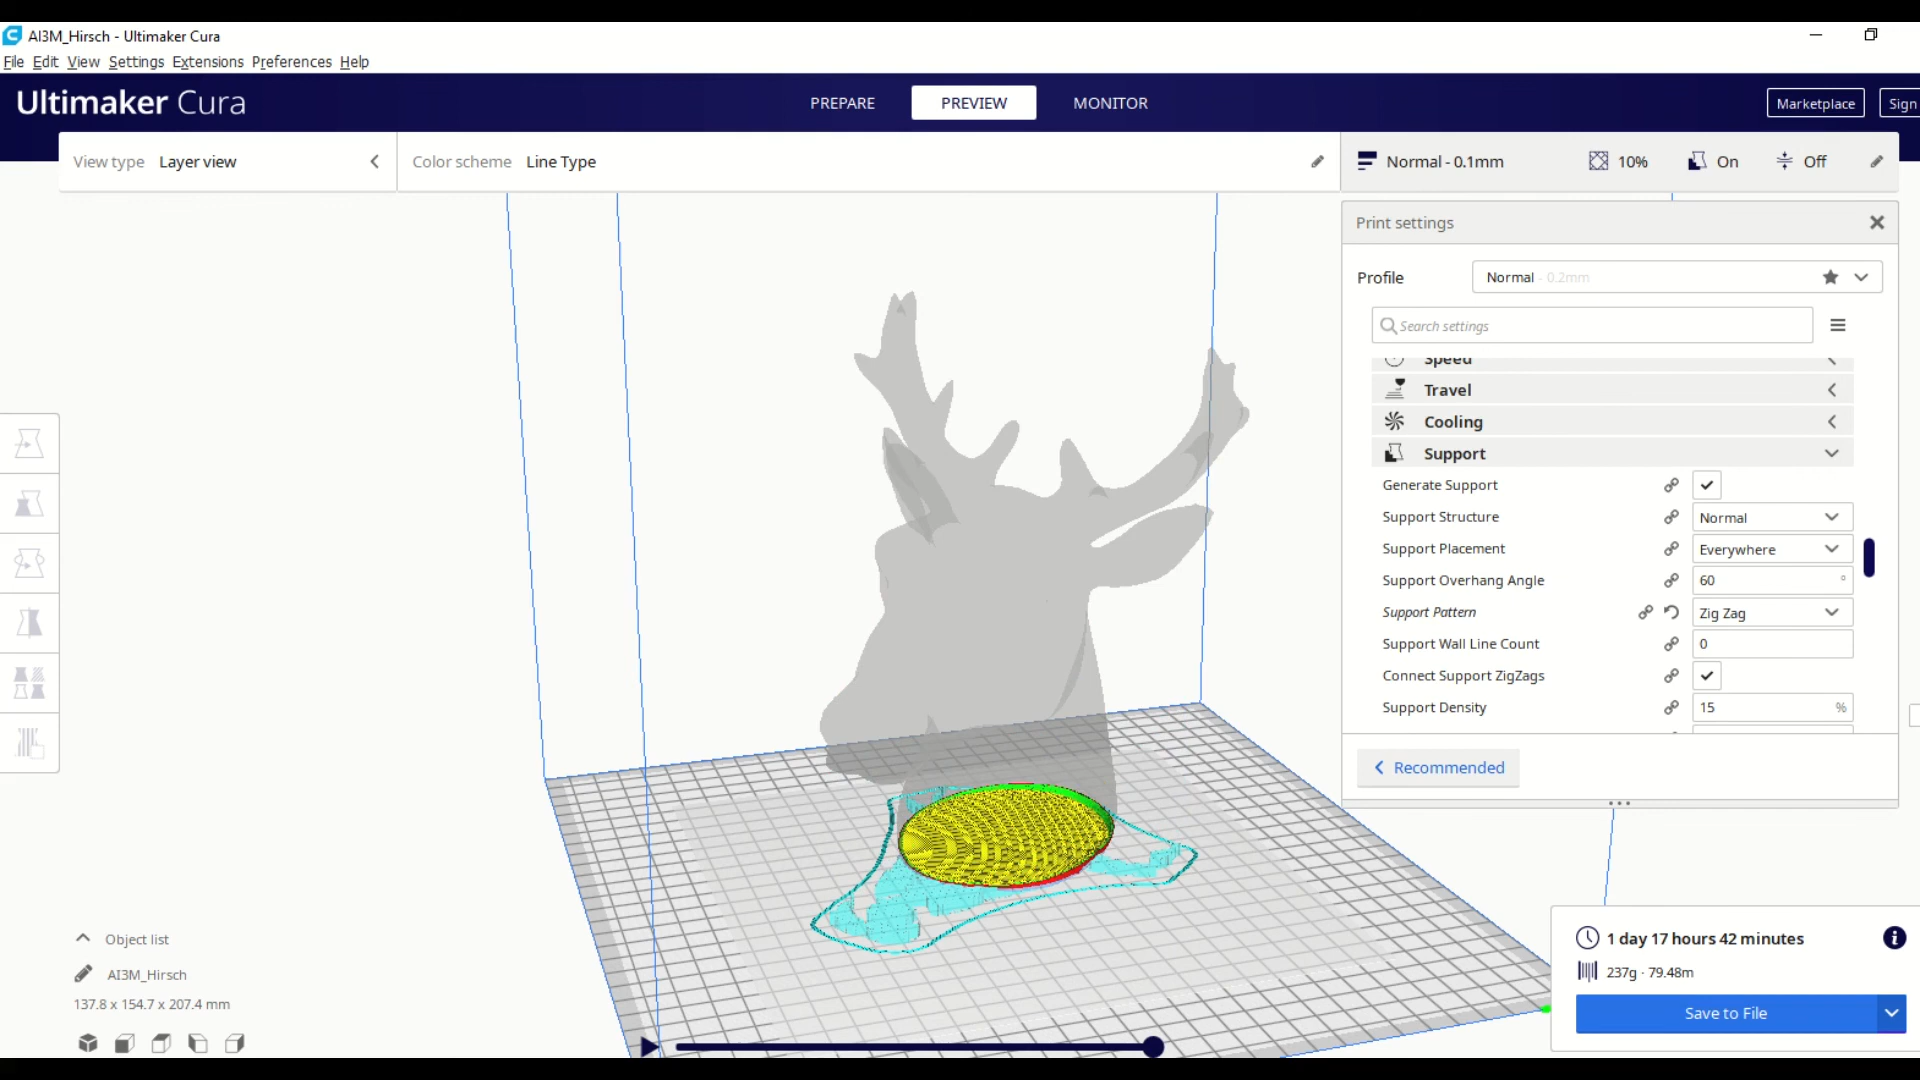 AI3M_Hirsch - Ultimaker Cura
File Edit View Settings Extensions Preferences Help
Ultimaker Cura
PREPARE
PREVIEW
MONITOR
Marketplace
Sign
View type Layer view
Color scheme Line Type
Normal - 0.1mm
10%
On
Off
Print settings
Profile
Normal - 0.2mm
Search settings
Speed
Travel
Cooling
Support
Generate Support
Support Structure
Normal
Support Placement
Everywhere
Support Overhang Angle
60 °
Support Pattern
Zig Zag
Support Wall Line Count
0
Connect Support ZigZags
Support Density
15 %
Recommended
Object list
AI3M_Hirsch
137.8 x 154.7 x 207.4 mm
1 day 17 hours 42 minutes
237g · 79.48m
Save to File